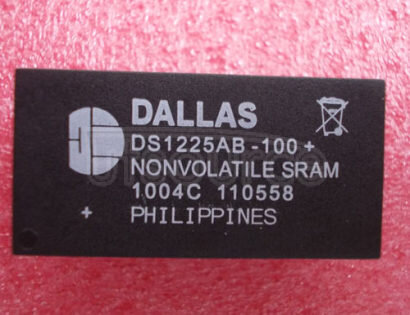 DALLAS
DS1225AB-100+
NONVOLATILE SRAM
1004C 110558
+ PHILIPPINES